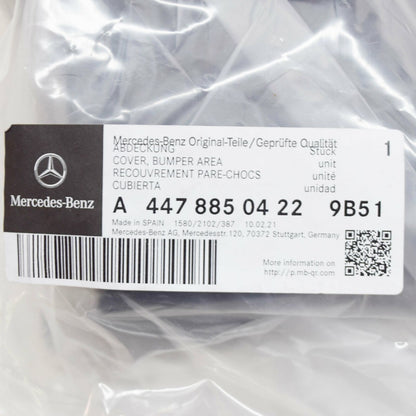 Mercedes-Benz Original-Teile/Geprüfte Qualität 1
ABDECKUNG Stück
COVER, BUMPER AREA unit
RECOUVREMENT PARE-CHOCS unité
CUBIERTA unidad
Mercedes-Benz
A 447 885 04 22 9B51
Made in SPAIN 1580/2102/387 10.02.21
Mercedes-Benz AG, Mercedesstr.120, 70372 Stuttgart, Germany
More information on
http://p.mb-qr.com